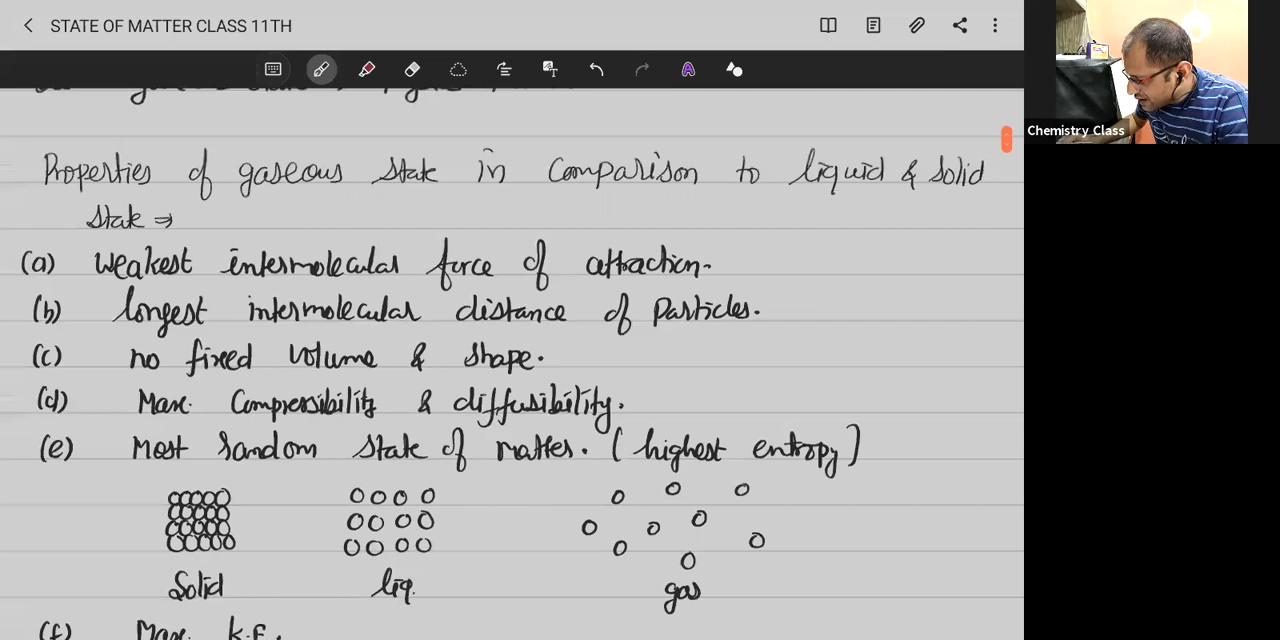 STATE OF MATTER CLASS 11TH
Chemistry Class
Properties of gaseous state in Comparison to liquid & Solid
State ⇒
(a) weakest intermolecular force of attraction.
(b) longest intermolecular distance of Particles.
(c) no fixed volume & shape.
(d) Max. Compressibility & diffusibility.
(e) Most random state of matter. (highest entropy)
Solid liq. gas
(f) Max. k.E.